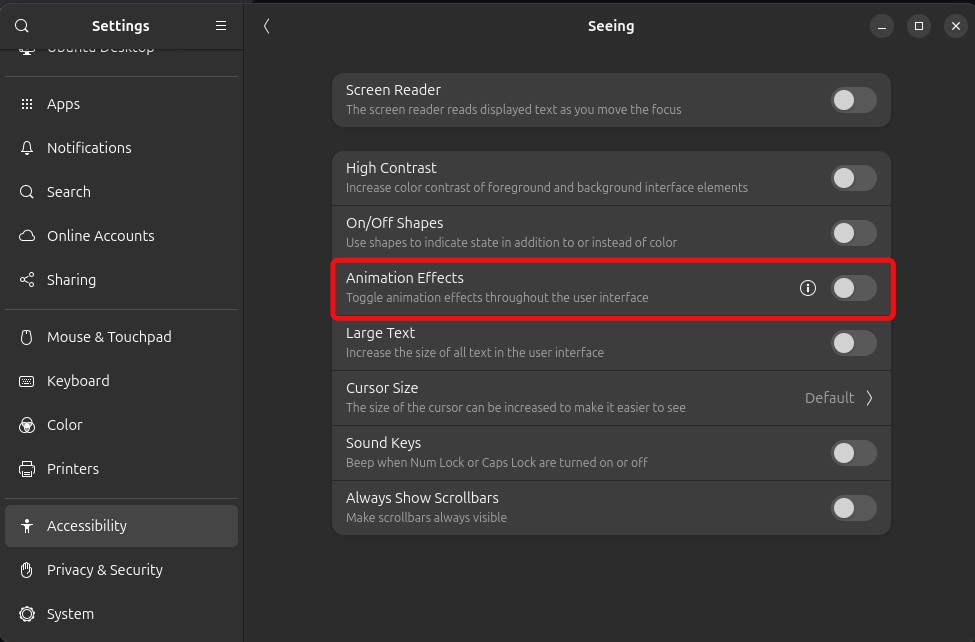 Settings
Ubuntu Desktop
Apps
Notifications
Search
Online Accounts
Sharing
Mouse & Touchpad
Keyboard
Color
Printers
Accessibility
Privacy & Security
System
Seeing
Screen Reader
The screen reader reads displayed text as you move the focus
High Contrast
Increase color contrast of foreground and background interface elements
On/Off Shapes
Use shapes to indicate state in addition to or instead of color
Animation Effects
Toggle animation effects throughout the user interface
Large Text
Increase the size of all text in the user interface
Cursor Size
The size of the cursor can be increased to make it easier to see
Default
Sound Keys
Beep when Num Lock or Caps Lock are turned on or off
Always Show Scrollbars
Make scrollbars always visible